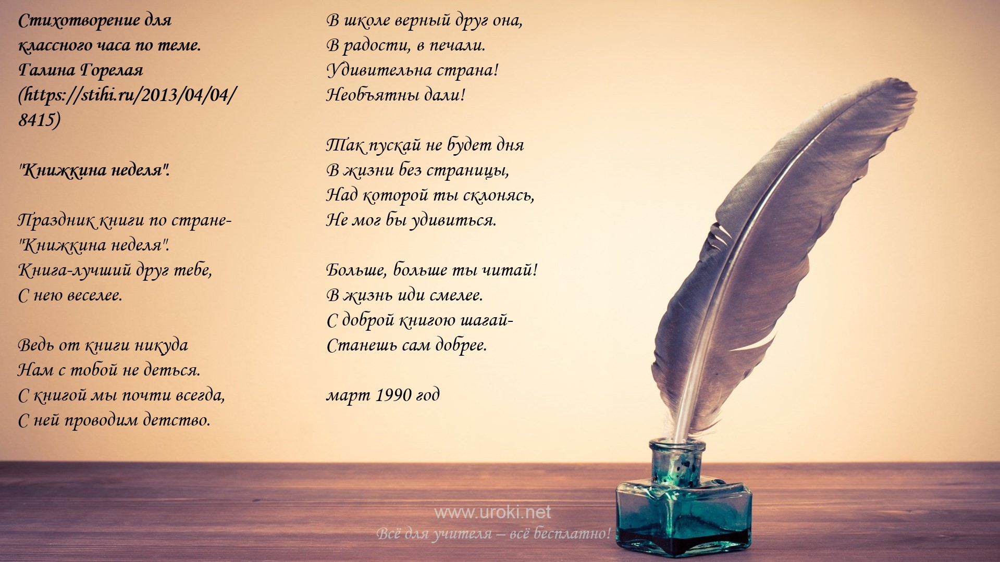 Стихотворение для
классного часа по теме.
Галина Горелая
(https://stihi.ru/2013/04/04/
8415)
"Книжкина неделя".
Праздник книги по стране-
"Книжкина неделя".
Книга-лучший друг тебе,
С нею веселее.
Ведь от книги никуда
Нам с тобой не деться.
С книгой мы почти всегда,
С ней проводим детство.
В школе верный друг она,
В радости, в печали.
Удивительна страна!
Необъятны дали!
Так пускай не будет дня
В жизни без страницы,
Над которой ты склонясь,
Не мог бы удивиться.
Больше, больше ты читай!
В жизнь иди смелее.
С доброй книгою шагай-
Станешь сам добрее.
март 1990 год
www.uroki.net
Всё для учителя – всё бесплатно!